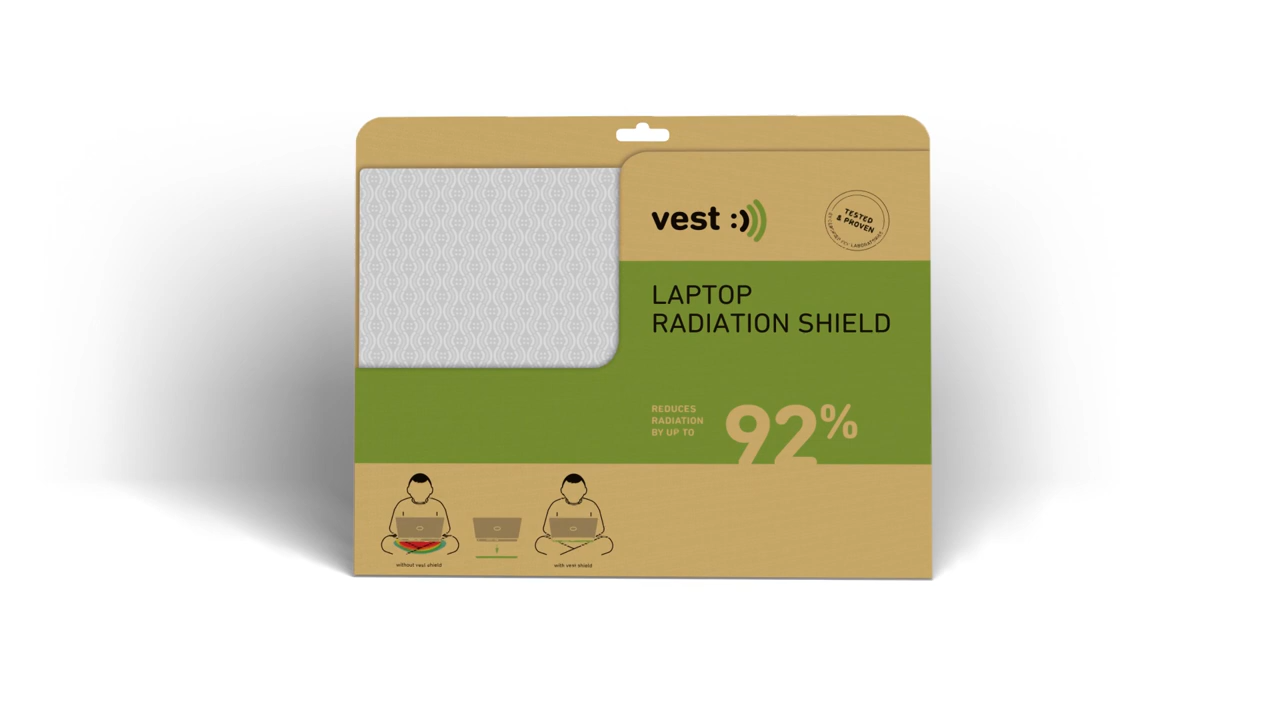 vest :)
TESTED
& PROVEN
LAPTOP
RADIATION SHIELD
REDUCES
RADIATION
BY UP TO
92%
without vest shield
with vest shield